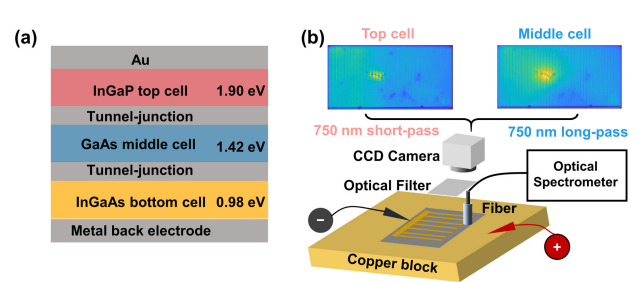 (a)
Au
InGaP top cell 1.90 eV
Tunnel-junction
GaAs middle cell 1.42 eV
Tunnel-junction
InGaAs bottom cell 0.98 eV
Metal back electrode
(b)
Top cell
Middle cell
750 nm short-pass
750 nm long-pass
CCD Camera
Optical Filter
Optical
Spectrometer
Fiber
−
+
Copper block